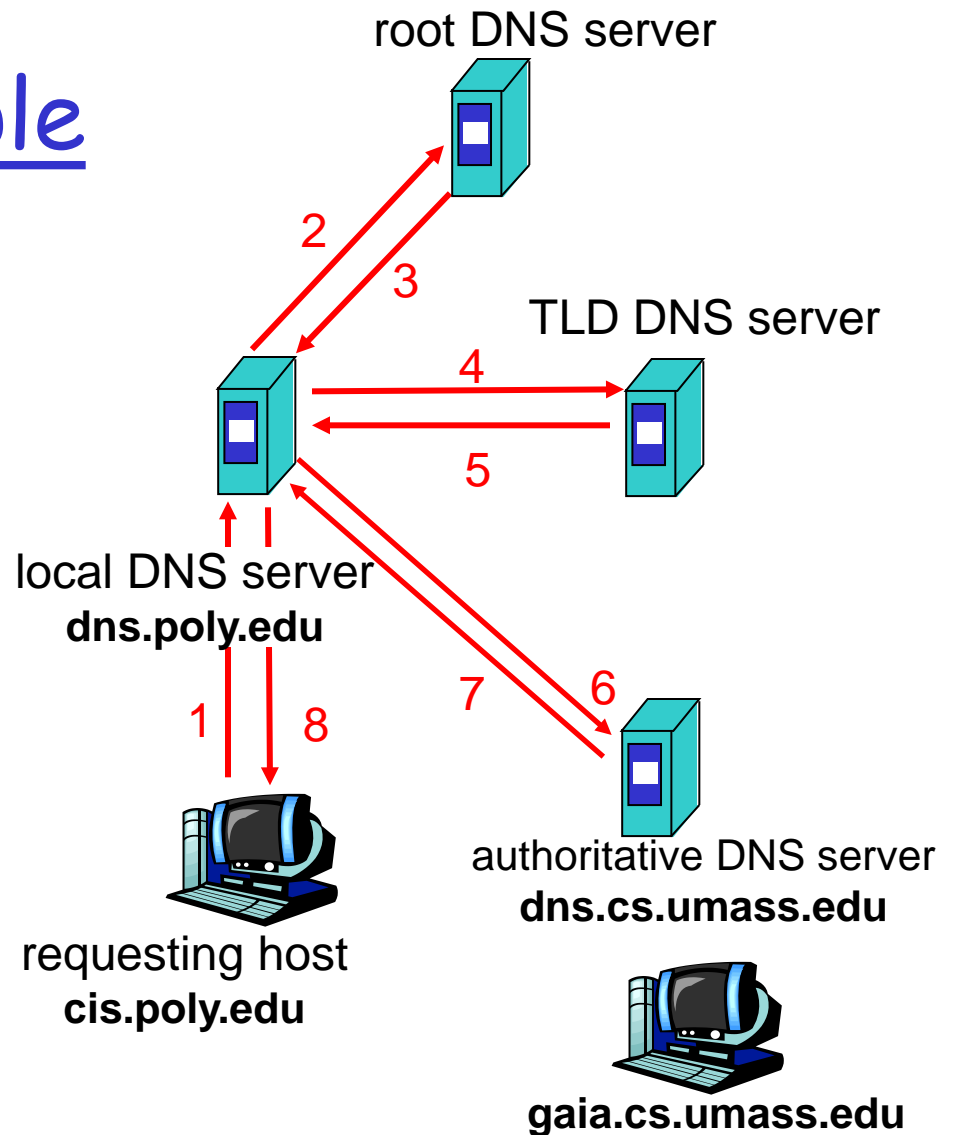 root DNS server
ple
2
3
TLD DNS server
4
5
local DNS server
dns.poly.edu
1
8
7
6
authoritative DNS server
dns.cs.umass.edu
requesting host
cis.poly.edu
gaia.cs.umass.edu